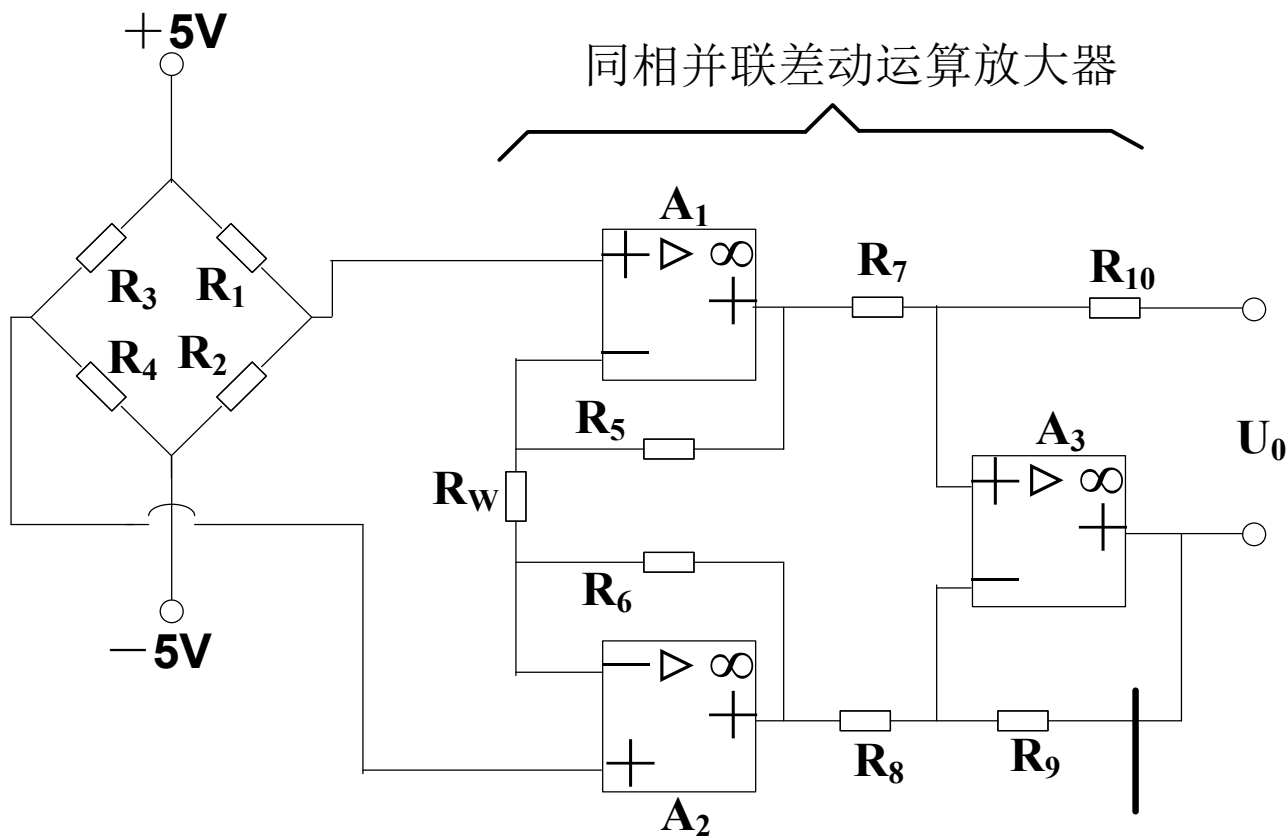 +5V
同相并联差动运算放大器
A₁
R₇
R₁₀
R₃
R₁
R₄
R₂
R₅
A₃
U₀
R_W
R₆
−5V
R₈
R₉
A₂
+ ▷ ∞
+
−
+ ▷ ∞
+
−
− ▷ ∞
+
+